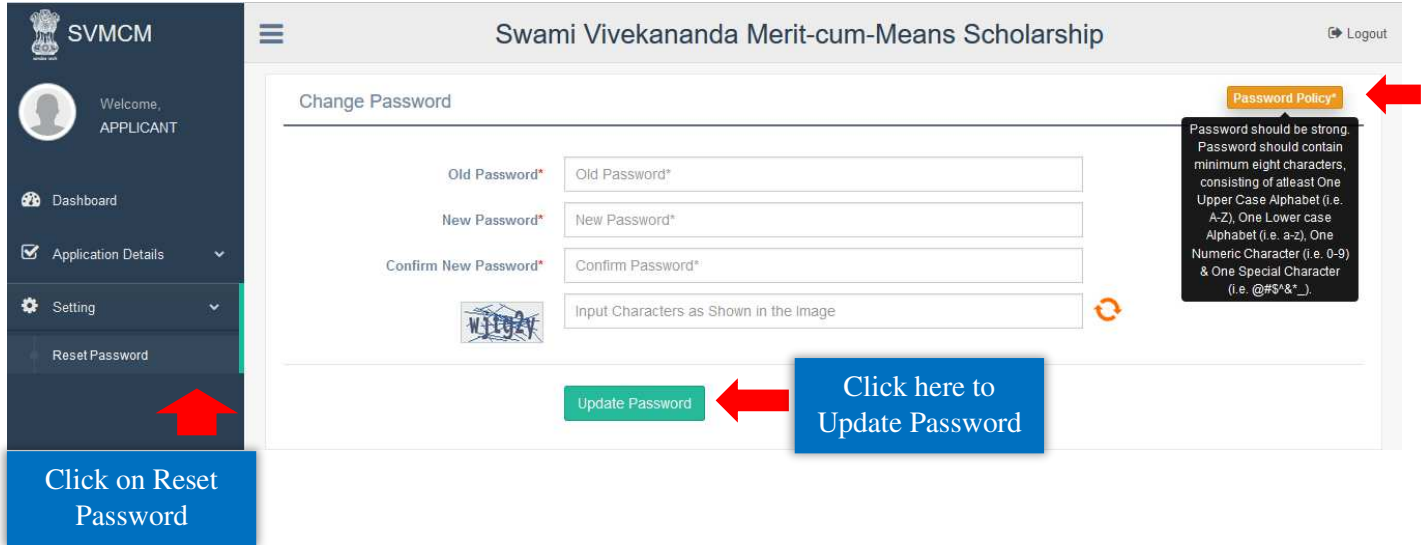 SVMCM
Swami Vivekananda Merit-cum-Means Scholarship
Logout
Welcome,
APPLICANT
Dashboard
Application Details
Setting
Reset Password
Click on Reset
Password
Change Password
Password Policy*
Password should be strong.
Password should contain
minimum eight characters,
consisting of atleast One
Upper Case Alphabet (i.e.
A-Z), One Lower case
Alphabet (i.e. a-z), One
Numeric Character (i.e. 0-9)
& One Special Character
(i.e. @#$^&*_).
Old Password*
Old Password*
New Password*
New Password*
Confirm New Password*
Confirm Password*
Input Characters as Shown in the Image
Update Password
Click here to
Update Password